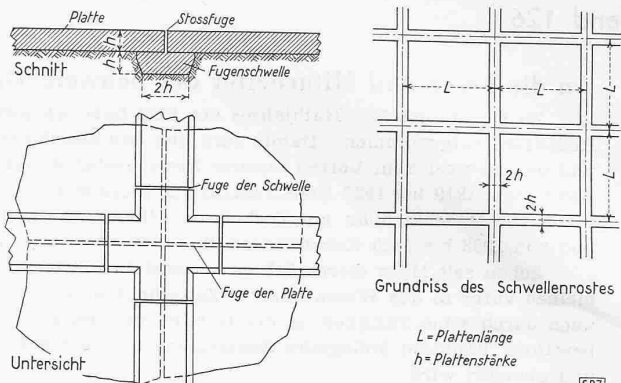 Platte
Stossfuge
h
h
Schnitt
Fugenschwelle
2h
Fuge der Schwelle
Fuge der Platte
Untersicht
L
L
L
L
2h
2h
Grundriss des Schwellenrostes
L = Plattenlänge
h = Plattenstärke
587